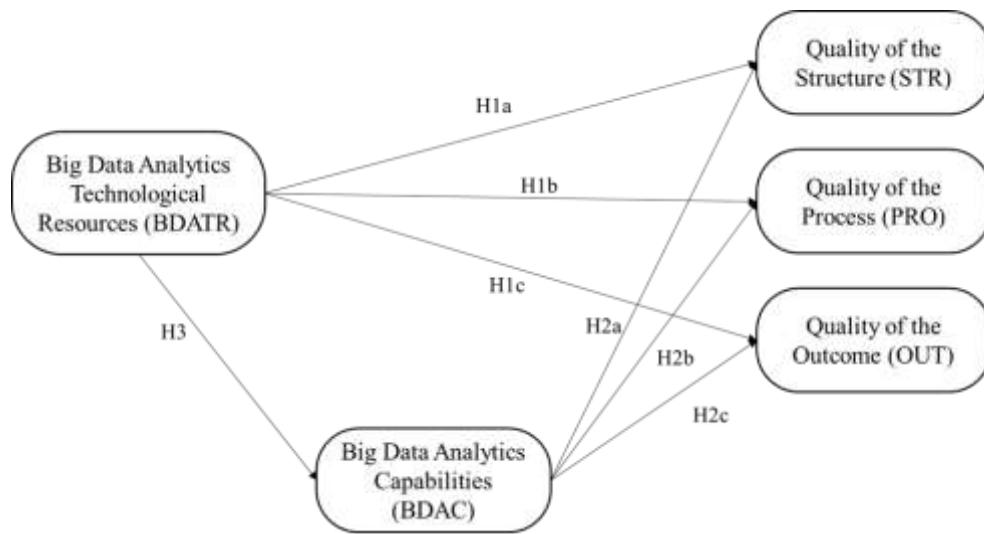 Quality of the
Structure (STR)
H1a
Big Data Analytics
Technological
Resources (BDATR)
H1b
Quality of the
Process (PRO)
H1c
H3
H2a
Quality of the
Outcome (OUT)
H2b
H2c
Big Data Analytics
Capabilities
(BDAC)